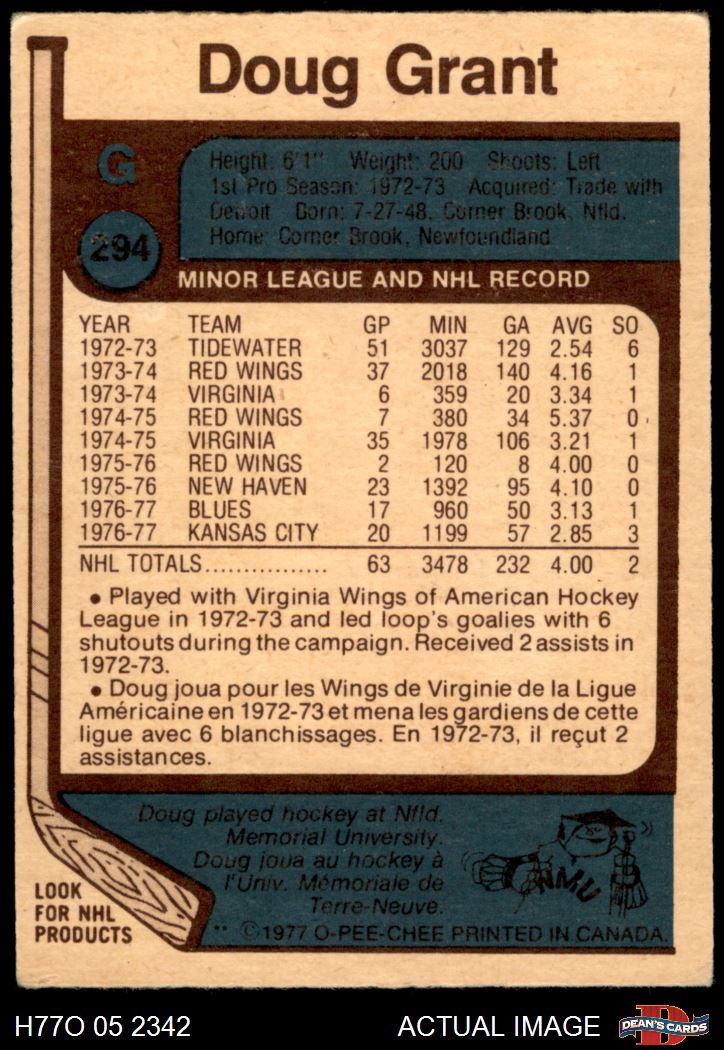 Doug Grant
G
294
Height: 6'1" Weight: 200 Shoots: Left
1st Pro Season: 1972-73 Acquired: Trade with
Detroit Born: 7-27-48, Corner Brook, Nfld.
Home: Corner Brook, Newfoundland
MINOR LEAGUE AND NHL RECORD
YEAR TEAM GP MIN GA AVG SO
1972-73 TIDEWATER 51 3037 129 2.54 6
1973-74 RED WINGS 37 2018 140 4.16 1
1973-74 VIRGINIA 6 359 20 3.34 1
1974-75 RED WINGS 7 380 34 5.37 0
1974-75 VIRGINIA 35 1978 106 3.21 1
1975-76 RED WINGS 2 120 8 4.00 0
1975-76 NEW HAVEN 23 1392 95 4.10 0
1976-77 BLUES 17 960 50 3.13 1
1976-77 KANSAS CITY 20 1199 57 2.85 3
NHL TOTALS................ 63 3478 232 4.00 2
• Played with Virginia Wings of American Hockey
League in 1972-73 and led loop's goalies with 6
shutouts during the campaign. Received 2 assists in
1972-73.
• Doug joua pour les Wings de Virginie de la Ligue
Américaine en 1972-73 et mena les gardiens de cette
ligue avec 6 blanchissages. En 1972-73, il reçut 2
assistances.
Doug played hockey at Nfld.
Memorial University.
Doug joua au hockey à
l'Univ. Mémoriale de
Terre-Neuve.
NMU
LOOK
FOR NHL
PRODUCTS
** ©1977 O-PEE-CHEE PRINTED IN CANADA.
H77O 05 2342
ACTUAL IMAGE
D
DEAN'S CARDS